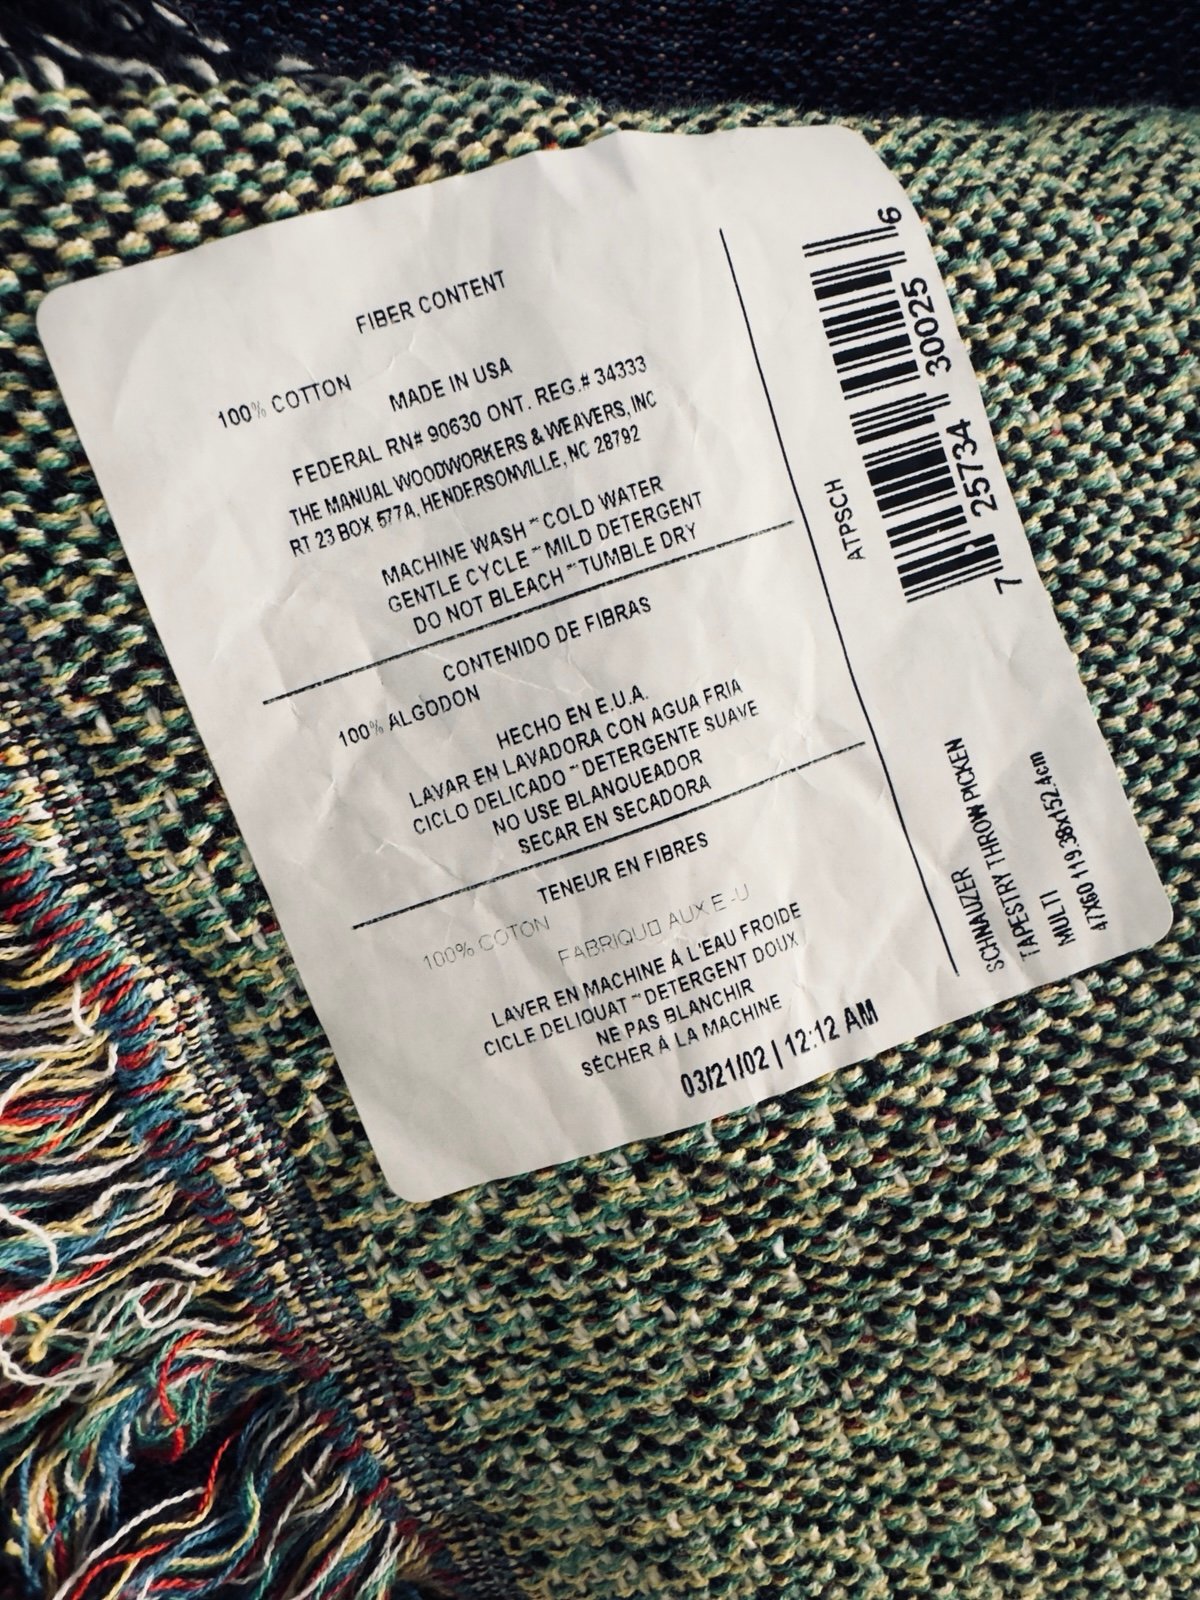 FIBER CONTENT
100% COTTON
MADE IN USA
FEDERAL RN# 90630 ONT. REG.# 34333
THE MANUAL WOODWORKERS & WEAVERS, INC
RT 23 BOX 577A, HENDERSONVILLE, NC 28792
MACHINE WASH ~ COLD WATER
GENTLE CYCLE ~ MILD DETERGENT
DO NOT BLEACH ~ TUMBLE DRY
CONTENIDO DE FIBRAS
100% ALGODON
HECHO EN E.U.A.
LAVAR EN LAVADORA CON AGUA FRIA
CICLO DELICADO ~ DETERGENTE SUAVE
NO USE BLANQUEADOR
SECAR EN SECADORA
TENEUR EN FIBRES
100% COTON
FABRIQU□ AUX E-U
LAVER EN MACHINE À L'EAU FROIDE
CICLE DELIQUAT ~ DETERGENT DOUX
NE PAS BLANCHIR
SÈCHER À LA MACHINE
03/21/02 | 12:12 AM
ATPSCH
7 25734 30025 6
SCHNAUZER
TAPESTRY THROW PCKEN
MULTI
47X60 119.38x152.4cm